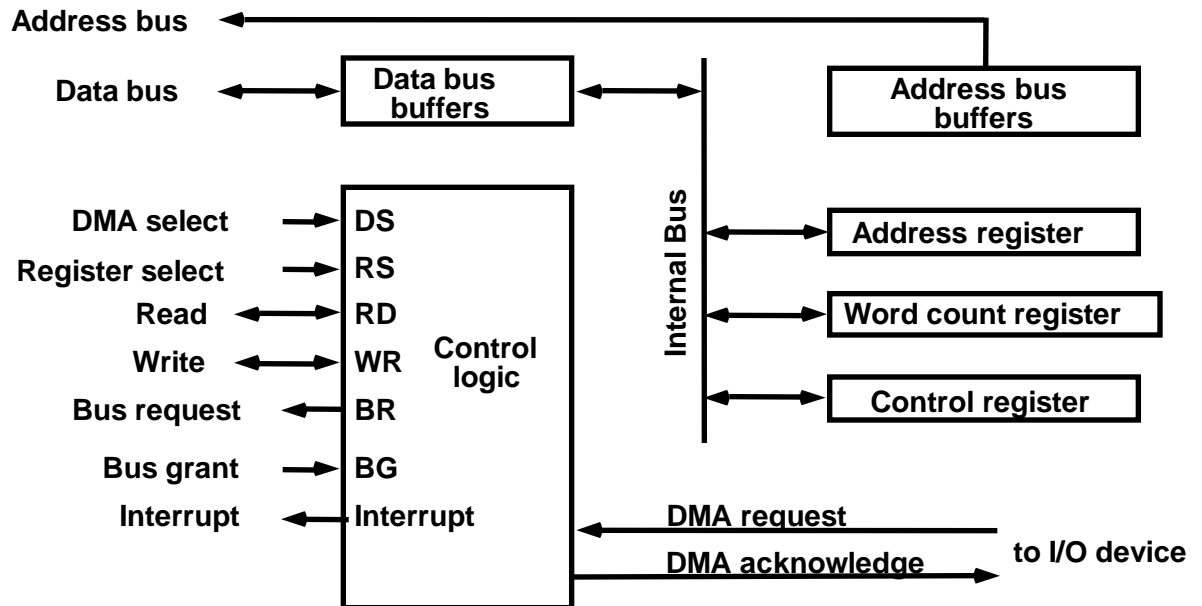 Address bus
Data bus
Data bus
buffers
Address bus
buffers
Internal Bus
DMA select
DS
Register select
RS
Read
RD
Write
WR
Bus request
BR
Bus grant
BG
Interrupt
Interrupt
Control
logic
Address register
Word count register
Control register
DMA request
DMA acknowledge
to I/O device